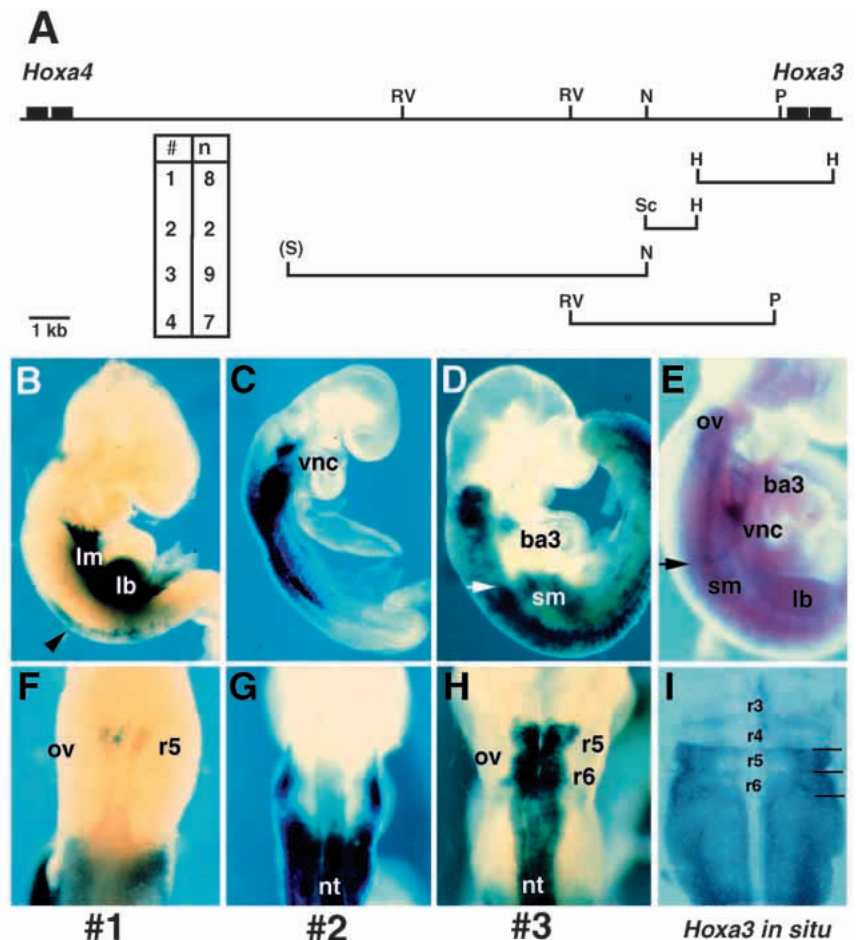 A
Hoxa4 Hoxa3
RV RV N P
# n
1 8
2 2
3 9
4 7
H H
Sc H
(S) N
RV P
1 kb
B C D E
lm
lb
vnc
ba3
sm
ov
ba3
vnc
sm
lb
F G H I
ov r5
nt
ov r5
r6
nt
r3
r4
r5
r6
#1 #2 #3 Hoxa3 in situ